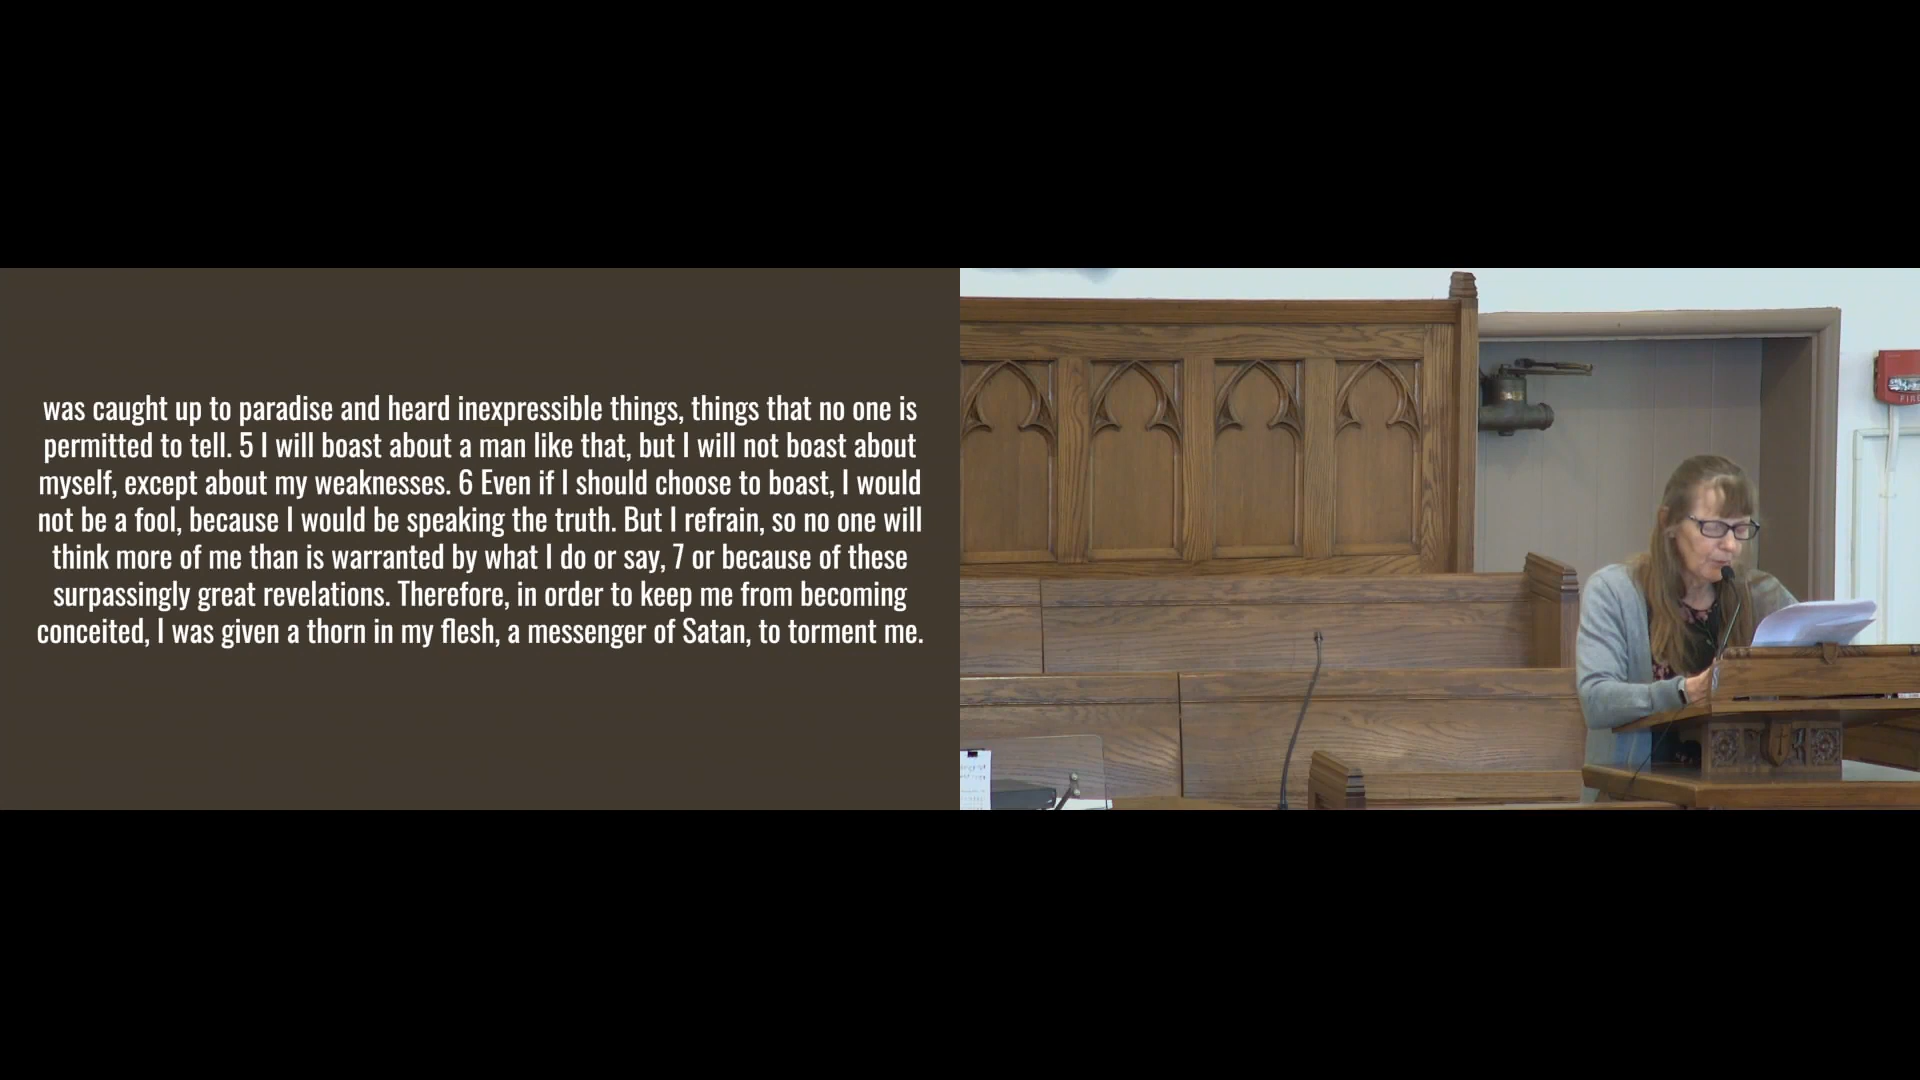 was caught up to paradise and heard inexpressible things, things that no one is
permitted to tell. 5 I will boast about a man like that, but I will not boast about
myself, except about my weaknesses. 6 Even if I should choose to boast, I would
not be a fool, because I would be speaking the truth. But I refrain, so no one will
think more of me than is warranted by what I do or say, 7 or because of these
surpassingly great revelations. Therefore, in order to keep me from becoming
conceited, I was given a thorn in my flesh, a messenger of Satan, to torment me.
FIRE